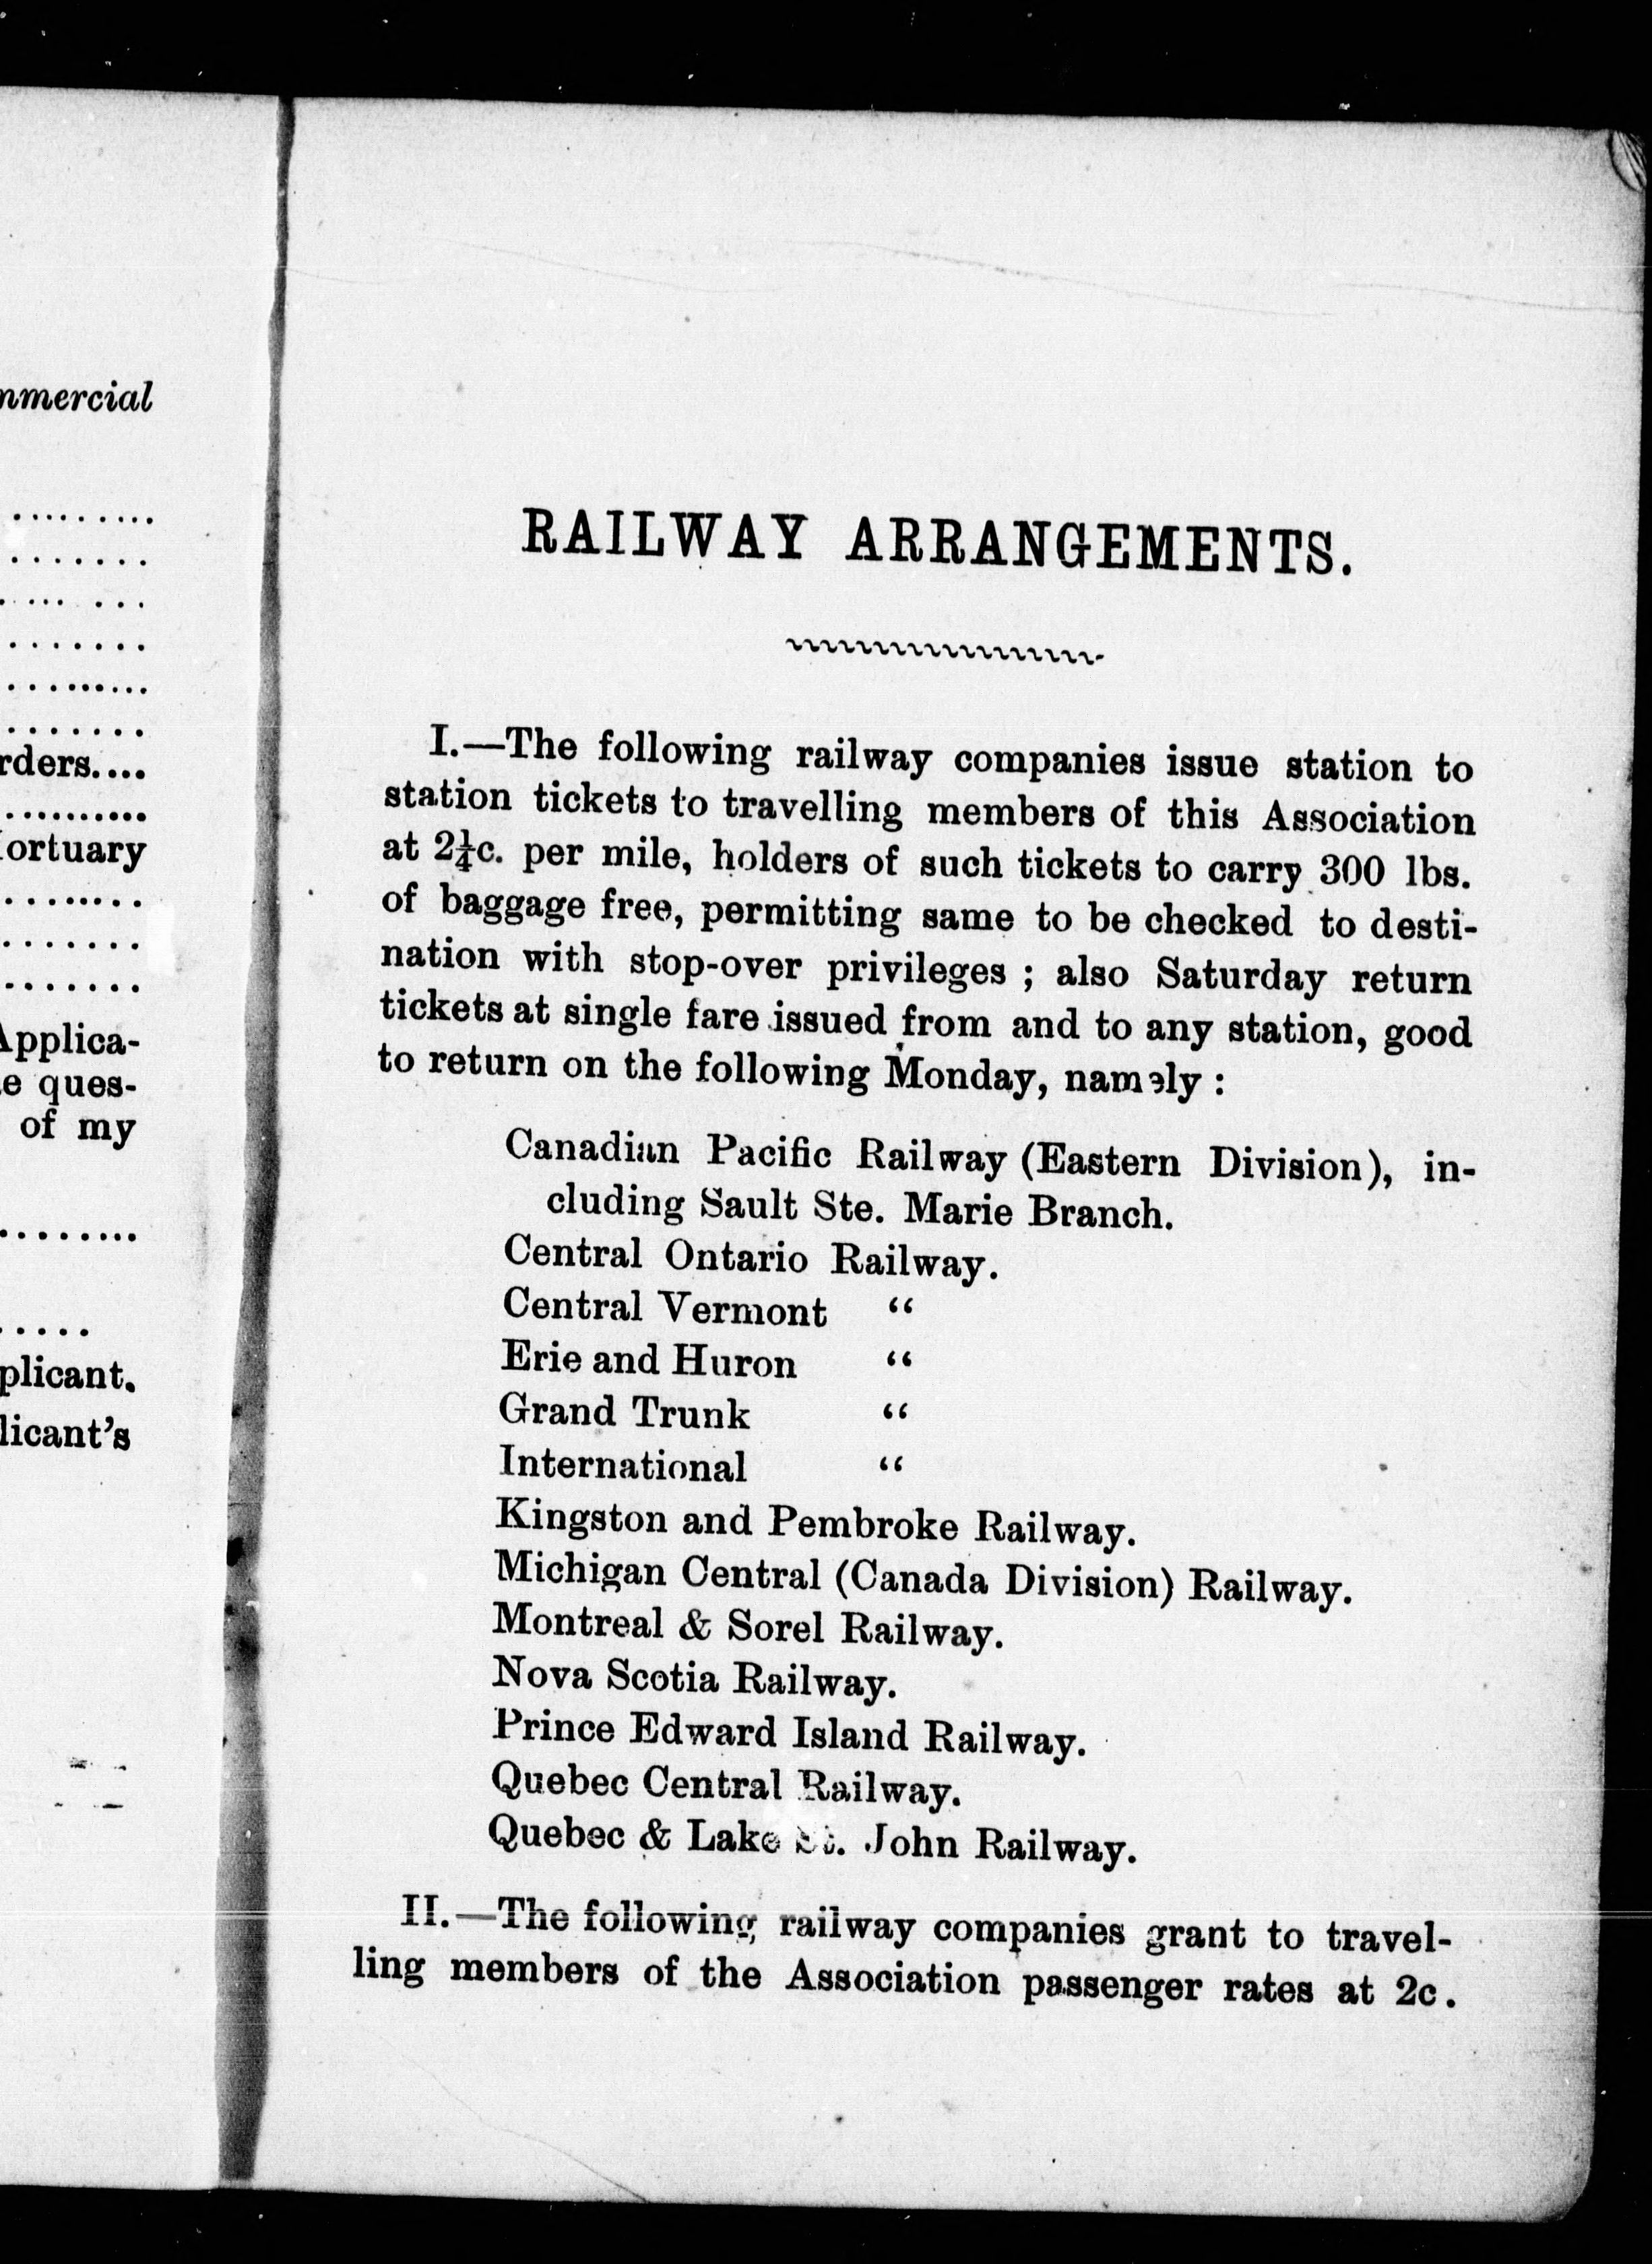 mmercial
rders....
ortuary
Applica-
e ques-
of my
plicant.
licant's
RAILWAY ARRANGEMENTS.
I.—The following railway companies issue station to
station tickets to travelling members of this Association
at 2¼c. per mile, holders of such tickets to carry 300 lbs.
of baggage free, permitting same to be checked to desti-
nation with stop-over privileges ; also Saturday return
tickets at single fare issued from and to any station, good
to return on the following Monday, namely :
Canadian Pacific Railway (Eastern Division), in-
cluding Sault Ste. Marie Branch.
Central Ontario Railway.
Central Vermont "
Erie and Huron "
Grand Trunk "
International "
Kingston and Pembroke Railway.
Michigan Central (Canada Division) Railway.
Montreal & Sorel Railway.
Nova Scotia Railway.
Prince Edward Island Railway.
Quebec Central Railway.
Quebec & Lake St. John Railway.
II.—The following railway companies grant to travel-
ling members of the Association passenger rates at 2c.